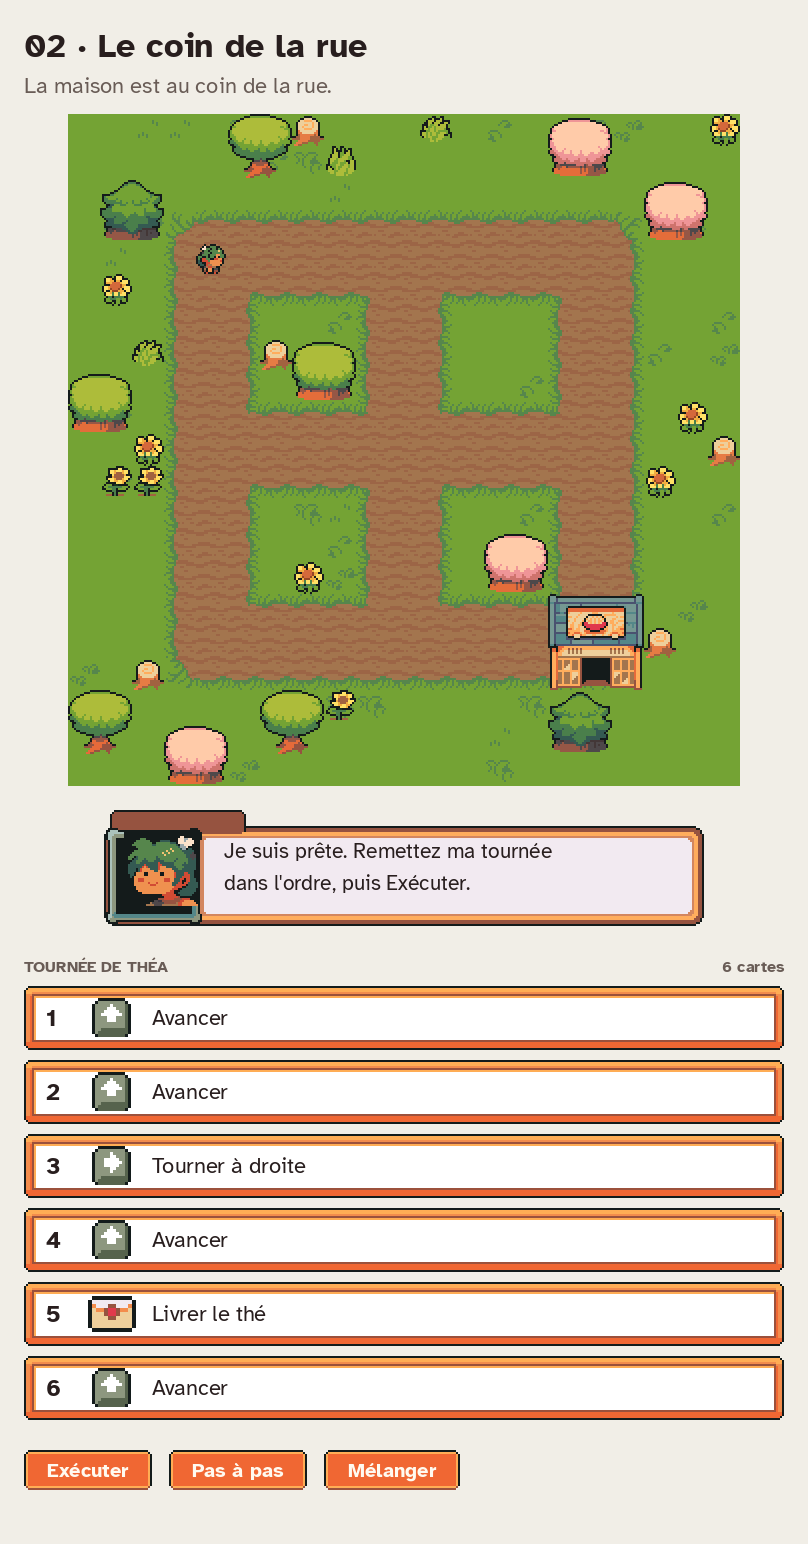 02 · Le coin de la rue
La maison est au coin de la rue.
Je suis prête. Remettez ma tournée
dans l'ordre, puis Exécuter.
TOURNÉE DE THÉA
6 cartes
1 Avancer
2 Avancer
3 Tourner à droite
4 Avancer
5 Livrer le thé
6 Avancer
Exécuter Pas à pas Mélanger